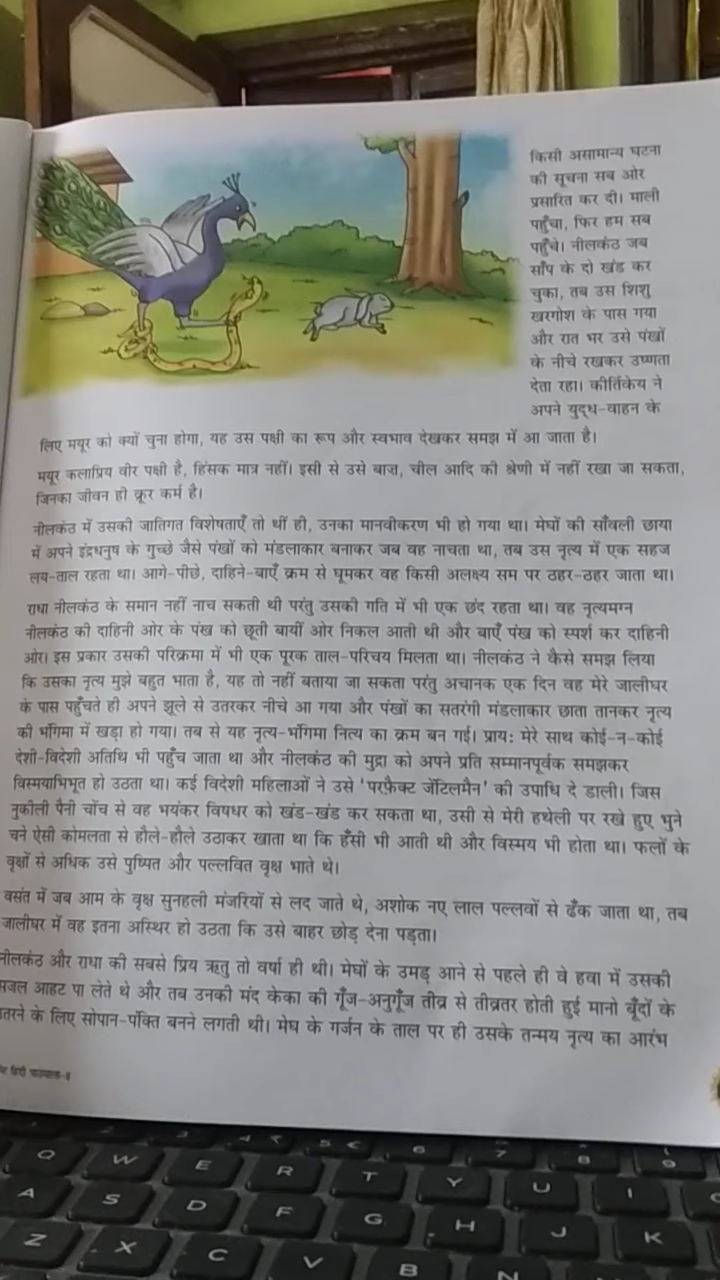 किसी असामान्य घटना
की सूचना सब ओर
प्रसारित कर दी। माली
पहुँचा, फिर हम सब
पहुँचे। नीलकंठ जब
साँप के दो खंड कर
चुका, तब उस शिशु
खरगोश के पास गया
और रात भर उसे पंखों
के नीचे रखकर उष्णता
देता रहा। कीर्तिकेय ने
अपने युद्ध-वाहन के
लिए मयूर को क्यों चुना होगा, यह उस पक्षी का रूप और स्वभाव देखकर समझ में आ जाता है।
मयूर कलाप्रिय वीर पक्षी है, हिंसक मात्र नहीं। इसी से उसे बाज़, चील आदि की श्रेणी में नहीं रखा जा सकता,
जिनका जीवन ही क्रूर कर्म है।
नीलकंठ में उसकी जातिगत विशेषताएँ तो थीं ही, उनका मानवीकरण भी हो गया था। मेघों की साँवली छाया
में अपने इंद्रधनुष के गुच्छे जैसे पंखों को मंडलाकार बनाकर जब वह नाचता था, तब उस नृत्य में एक सहज
लय-ताल रहता था। आगे-पीछे, दाहिने-बाएँ क्रम से घूमकर वह किसी अलक्ष्य सम पर ठहर-ठहर जाता था।
राधा नीलकंठ के समान नहीं नाच सकती थी परंतु उसकी गति में भी एक छंद रहता था। वह नृत्यमग्न
नीलकंठ की दाहिनी ओर के पंख को छूती बायीं ओर निकल आती थी और बाएँ पंख को स्पर्श कर दाहिनी
ओर। इस प्रकार उसकी परिक्रमा में भी एक पूरक ताल-परिचय मिलता था। नीलकंठ ने कैसे समझ लिया
कि उसका नृत्य मुझे बहुत भाता है, यह तो नहीं बताया जा सकता परंतु अचानक एक दिन वह मेरे जालीघर
के पास पहुँचते ही अपने झूले से उतरकर नीचे आ गया और पंखों का सतरंगी मंडलाकार छाता तानकर नृत्य
की भंगिमा में खड़ा हो गया। तब से यह नृत्य-भंगिमा नित्य का क्रम बन गई। प्राय: मेरे साथ कोई-न-कोई
देशी-विदेशी अतिथि भी पहुँच जाता था और नीलकंठ की मुद्रा को अपने प्रति सम्मानपूर्वक समझकर
विस्मयाभिभूत हो उठता था। कई विदेशी महिलाओं ने उसे 'परफ़ैक्ट जेंटिलमैन' की उपाधि दे डाली। जिस
नुकीली पैनी चोंच से वह भयंकर विषधर को खंड-खंड कर सकता था, उसी से मेरी हथेली पर रखे हुए भुने
चने ऐसी कोमलता से हौले-हौले उठाकर खाता था कि हँसी भी आती थी और विस्मय भी होता था। फलों के
वृक्षों से अधिक उसे पुष्पित और पल्लवित वृक्ष भाते थे।
वसंत में जब आम के वृक्ष सुनहली मंजरियों से लद जाते थे, अशोक नए लाल पल्लवों से ढँक जाता था, तब
जालीघर में वह इतना अस्थिर हो उठता कि उसे बाहर छोड़ देना पड़ता।
नीलकंठ और राधा की सबसे प्रिय ऋतु तो वर्षा ही थी। मेघों के उमड़ आने से पहले ही वे हवा में उसकी
सजल आहट पा लेते थे और तब उनकी मंद केका की गूँज-अनुगूँज तीव्र से तीव्रतर होती हुई मानो बूँदों के
तरने के लिए सोपान-पंक्ति बनने लगती थी। मेघ के गर्जन के ताल पर ही उसके तन्मय नृत्य का आरंभ
हिंदी पाठमाला-8
4 ₹ 5 € 6 7 8 9
Q W E R T Y U I
A S D F G H J K
Z X C V B N